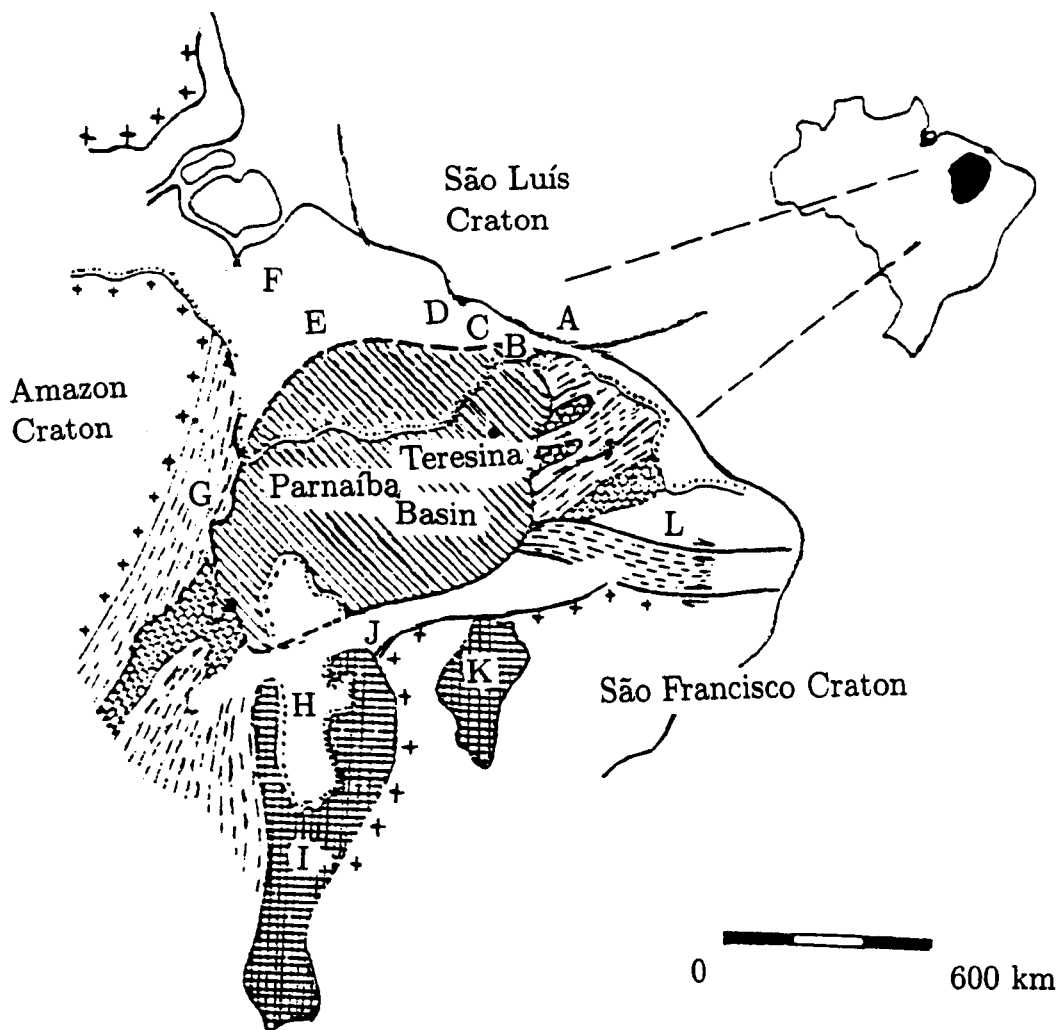 São Luís
Craton
F
D
A
E
C
B
Amazon
Craton
Teresina
G
Parnaíba
Basin
L
J
K
São Francisco Craton
H
I
0
600 km